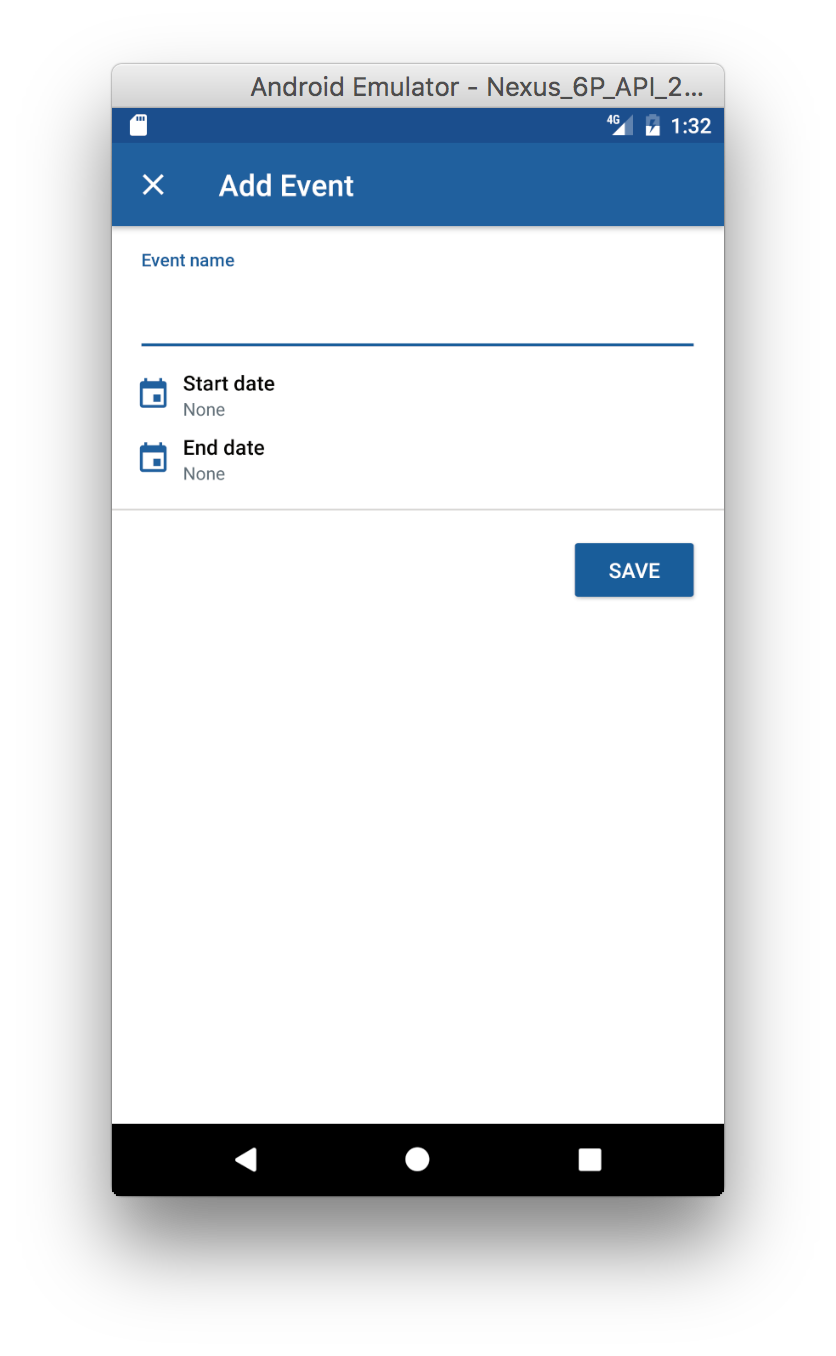 Android Emulator - Nexus_6P_API_2...
4G 1:32
Add Event
Event name
Start date
None
End date
None
SAVE